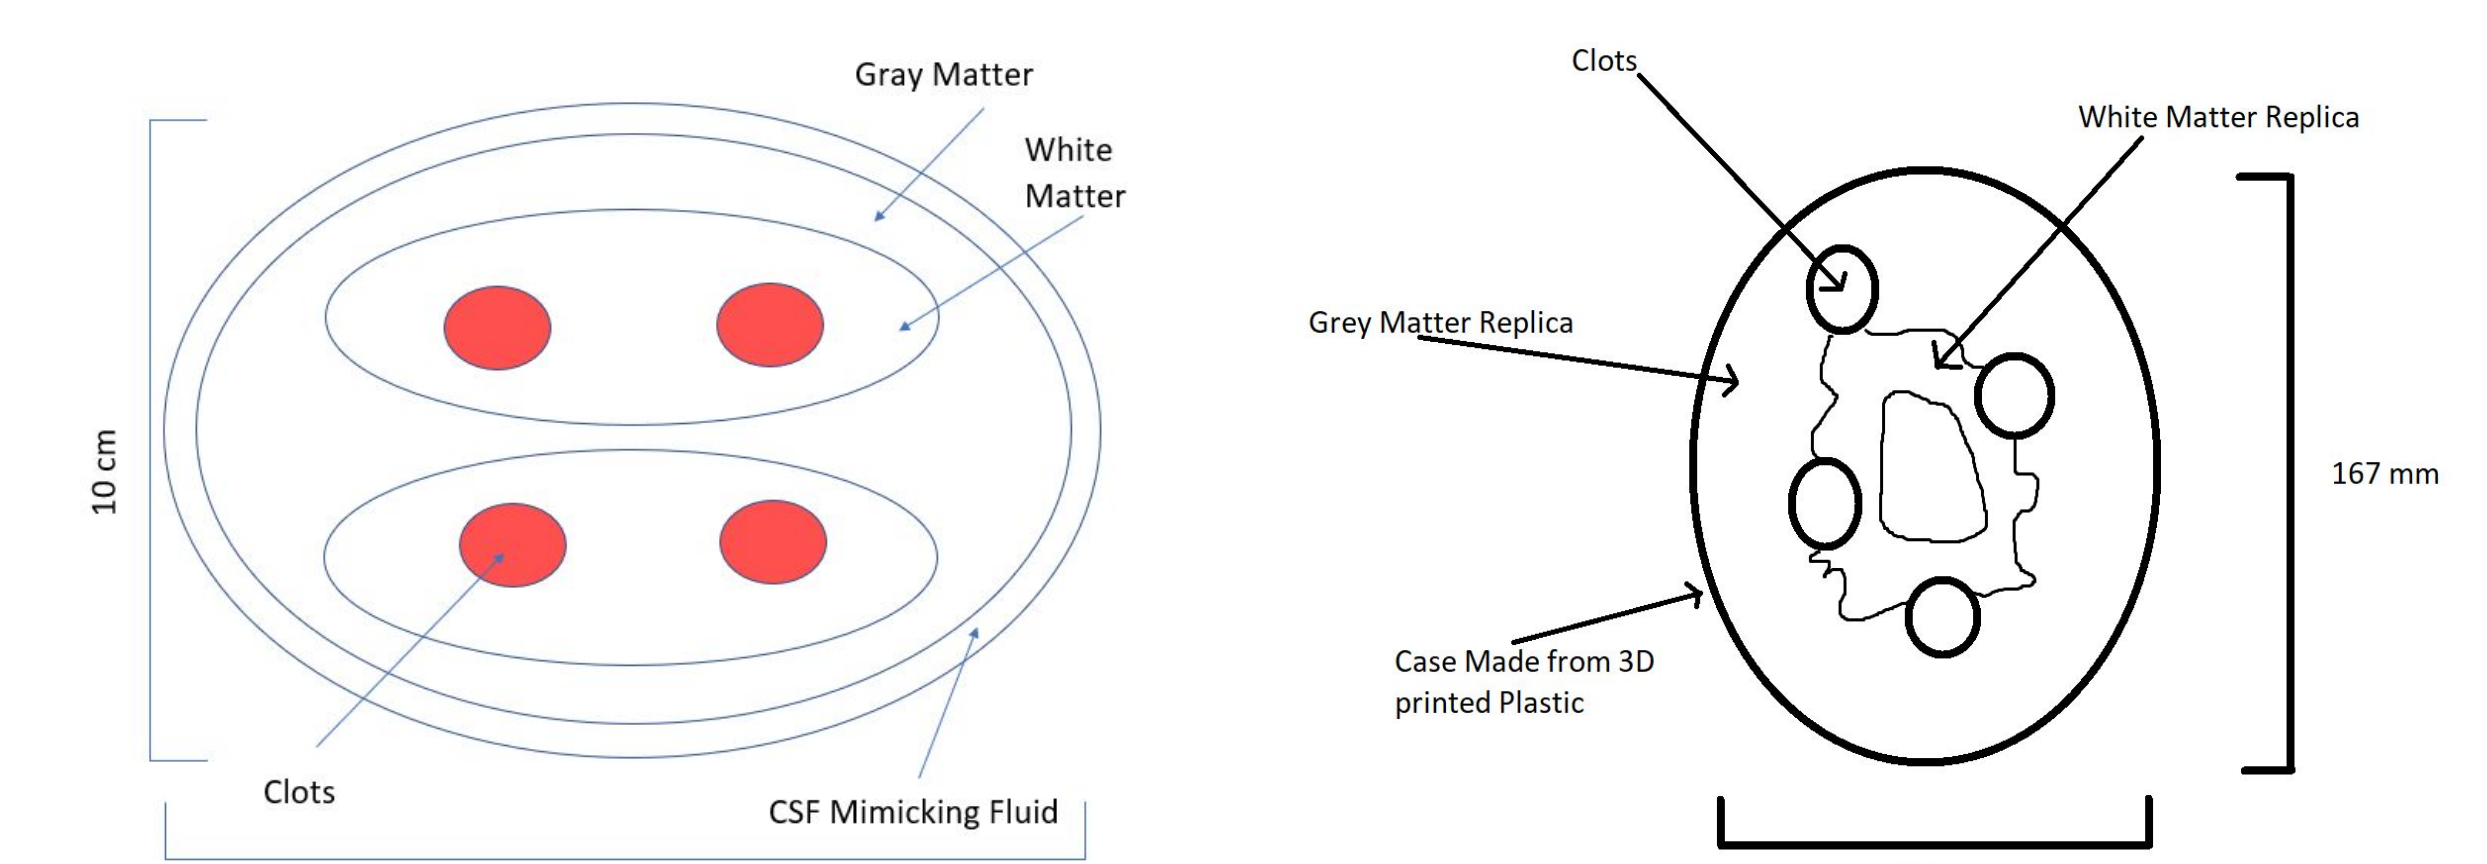 Gray Matter
White
Matter
10 cm
Clots
CSF Mimicking Fluid
Clots
White Matter Replica
Grey Matter Replica
167 mm
Case Made from 3D
printed Plastic